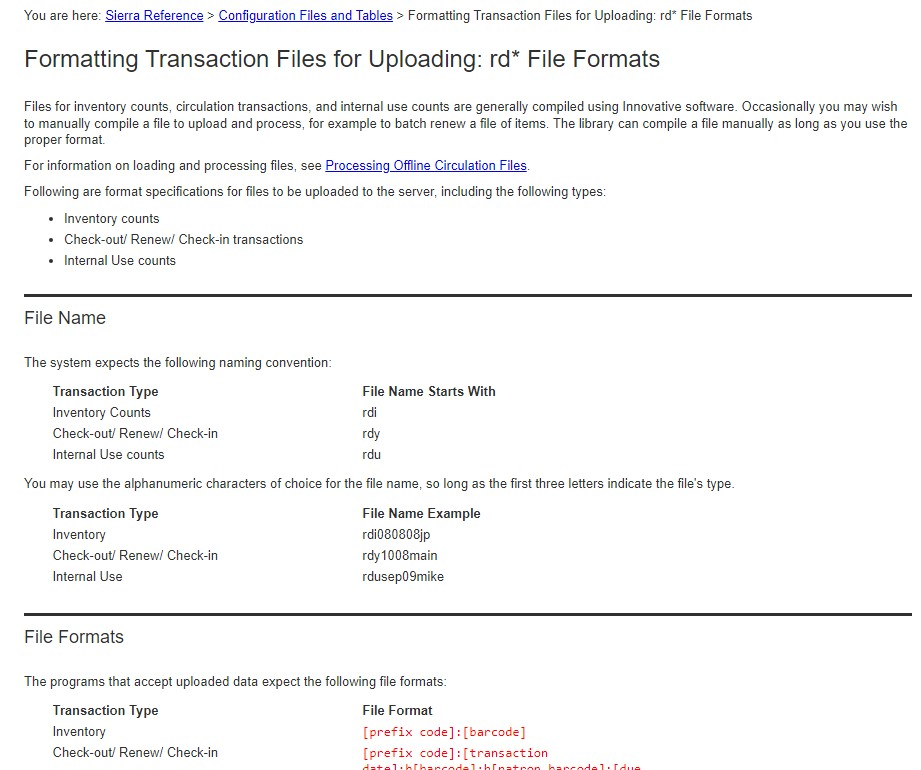 You are here: Sierra Reference > Configuration Files and Tables > Formatting Transaction Files for Uploading: rd* File Formats
Formatting Transaction Files for Uploading: rd* File Formats
Files for inventory counts, circulation transactions, and internal use counts are generally compiled using Innovative software. Occasionally you may wish
to manually compile a file to upload and process, for example to batch renew a file of items. The library can compile a file manually as long as you use the
proper format.
For information on loading and processing files, see Processing Offline Circulation Files.
Following are format specifications for files to be uploaded to the server, including the following types:
• Inventory counts
• Check-out/ Renew/ Check-in transactions
• Internal Use counts
File Name
The system expects the following naming convention:
Transaction Type File Name Starts With
Inventory Counts rdi
Check-out/ Renew/ Check-in rdy
Internal Use counts rdu
You may use the alphanumeric characters of choice for the file name, so long as the first three letters indicate the file's type.
Transaction Type File Name Example
Inventory rdi080808jp
Check-out/ Renew/ Check-in rdy1008main
Internal Use rdusep09mike
File Formats
The programs that accept uploaded data expect the following file formats:
Transaction Type File Format
Inventory [prefix code]:[barcode]
Check-out/ Renew/ Check-in [prefix code]:[transaction
date]:b[barcode]:b[patron barcode]:[due